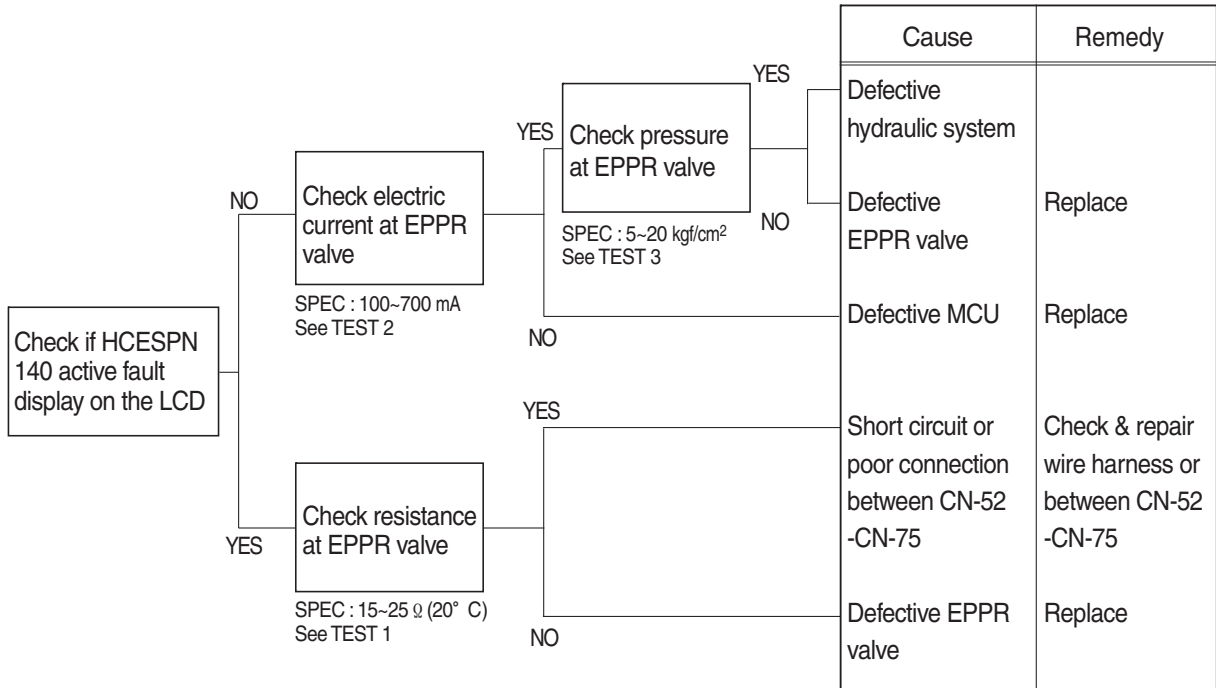 Cause
Remedy
YES
Defective
hydraulic system
YES
Check pressure
at EPPR valve
NO
Check electric
current at EPPR
valve
NO
Defective
EPPR valve
Replace
SPEC : 5~20 kgf/cm²
See TEST 3
SPEC : 100~700 mA
See TEST 2
Defective MCU
Replace
NO
Check if HCESPN
140 active fault
display on the LCD
YES
Short circuit or
poor connection
between CN-52
-CN-75
Check & repair
wire harness or
between CN-52
-CN-75
Check resistance
at EPPR valve
YES
SPEC : 15~25 Ω (20° C)
See TEST 1
NO
Defective EPPR
valve
Replace